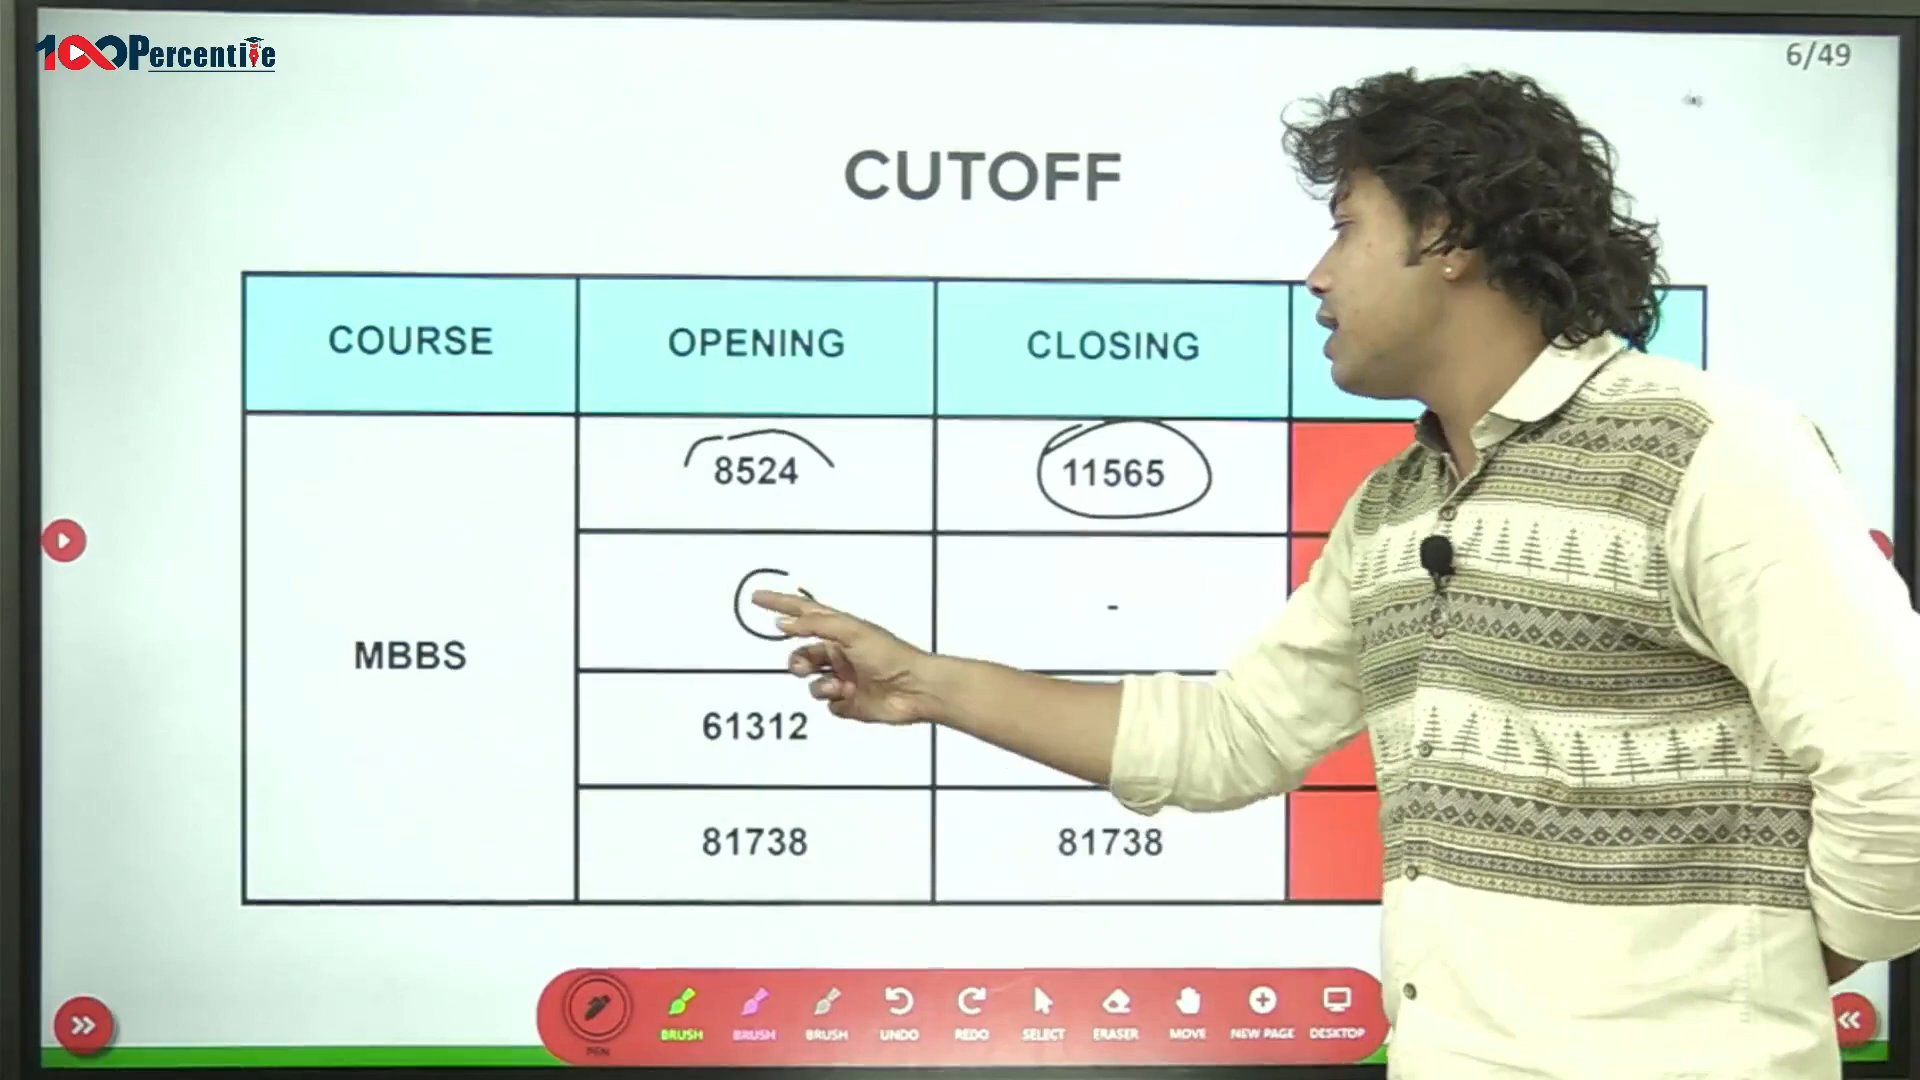 100Percentile
6/49
CUTOFF
COURSE OPENING CLOSING
8524 11565
-
MBBS
61312
81738 81738
PEN BRUSH BRUSH BRUSH UNDO REDO SELECT ERASER MOVE NEW PAGE DESKTOP